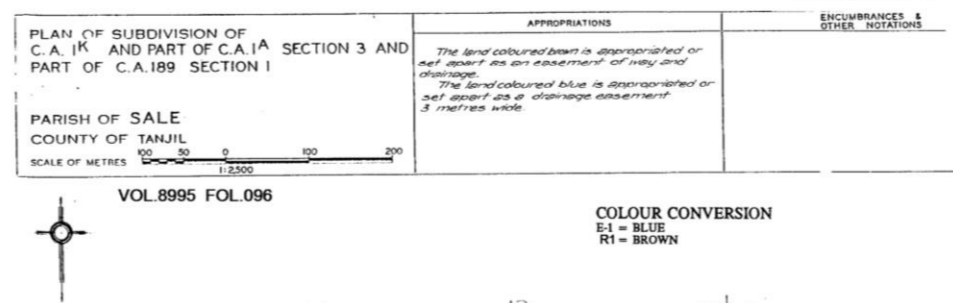 PLAN OF SUBDIVISION OF
C.A. 1K AND PART OF C.A.1A SECTION 3 AND
PART OF C.A.189 SECTION 1
PARISH OF SALE
COUNTY OF TANJIL
SCALE OF METRES 100 50 0 100 200
1:2500
APPROPRIATIONS
The land coloured brown is appropriated or
set apart as an easement of way and
drainage.
The land coloured blue is appropriated or
set apart as a drainage easement
3 metres wide.
ENCUMBRANCES &
OTHER NOTATIONS
VOL.8995 FOL.096
COLOUR CONVERSION
E-1 = BLUE
R1 = BROWN